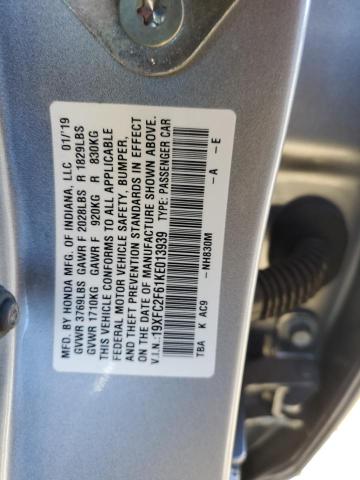 MFD. BY HONDA MFG. OF INDIANA, LLC 01/19
GVWR 3769LBS GAWR F 2028LBS R 1829LBS
GVWR 1710KG GAWR F 920KG R 830KG
THIS VEHICLE CONFORMS TO ALL APPLICABLE
FEDERAL MOTOR VEHICLE SAFETY, BUMPER,
AND THEFT PREVENTION STANDARDS IN EFFECT
ON THE DATE OF MANUFACTURE SHOWN ABOVE.
V.I.N.:19XFC2F61KE013939 TYPE: PASSENGER CAR
TBA K AC9 -NH830M -A -E